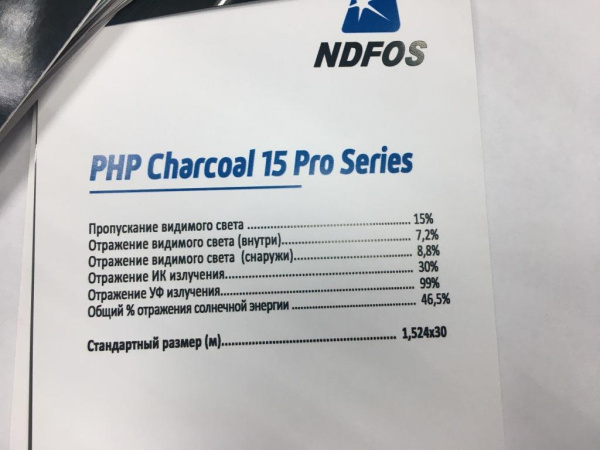 NDFOS
PHP Charcoal 15 Pro Series
Пропускание видимого света ........................................ 15%
Отражение видимого света (внутри)............................... 7,2%
Отражение видимого света (снаружи)............................ 8,8%
Отражение ИК излучения............................................... 30%
Отражение УФ излучения................................................ 99%
Общий % отражения солнечной энергии ........................ 46,5%
Стандартный размер (м)........................................... 1,524x30